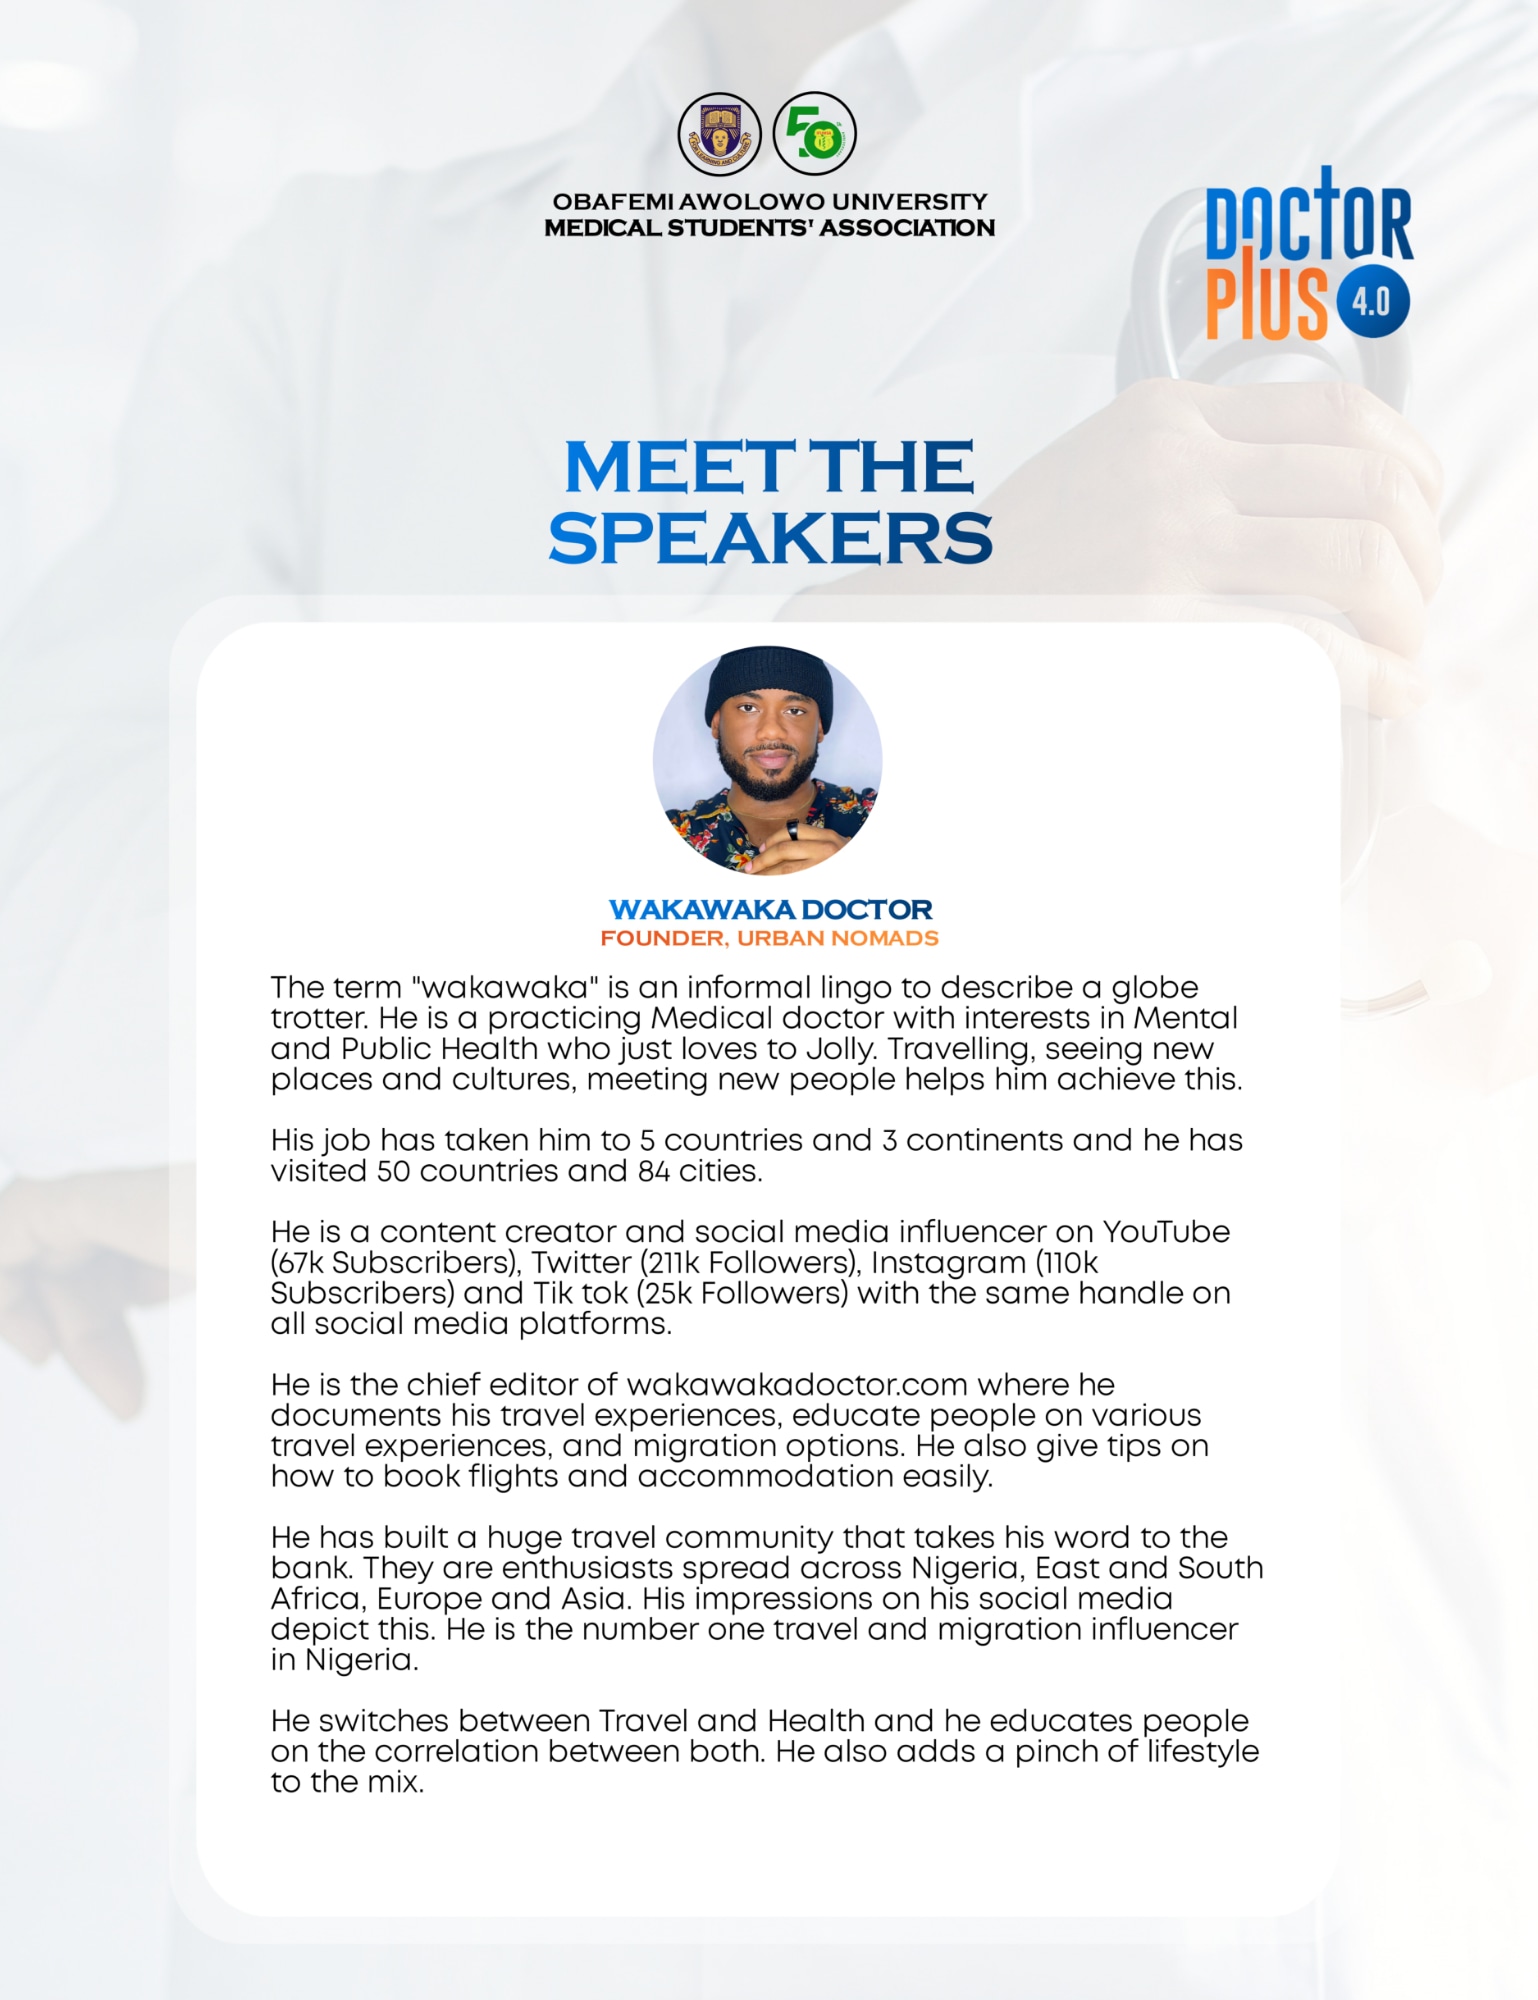 FOR LEARNING AND CULTURE
50
OBAFEMI AWOLOWO UNIVERSITY
MEDICAL STUDENTS' ASSOCIATION
DOCTOR
PLUS 4.0
MEET THE
SPEAKERS
WAKAWAKA DOCTOR
FOUNDER, URBAN NOMADS
The term "wakawaka" is an informal lingo to describe a globe
trotter. He is a practicing Medical doctor with interests in Mental
and Public Health who just loves to Jolly. Travelling, seeing new
places and cultures, meeting new people helps him achieve this.
His job has taken him to 5 countries and 3 continents and he has
visited 50 countries and 84 cities.
He is a content creator and social media influencer on YouTube
(67k Subscribers), Twitter (211k Followers), Instagram (110k
Subscribers) and Tik tok (25k Followers) with the same handle on
all social media platforms.
He is the chief editor of wakawakadoctor.com where he
documents his travel experiences, educate people on various
travel experiences, and migration options. He also give tips on
how to book flights and accommodation easily.
He has built a huge travel community that takes his word to the
bank. They are enthusiasts spread across Nigeria, East and South
Africa, Europe and Asia. His impressions on his social media
depict this. He is the number one travel and migration influencer
in Nigeria.
He switches between Travel and Health and he educates people
on the correlation between both. He also adds a pinch of lifestyle
to the mix.